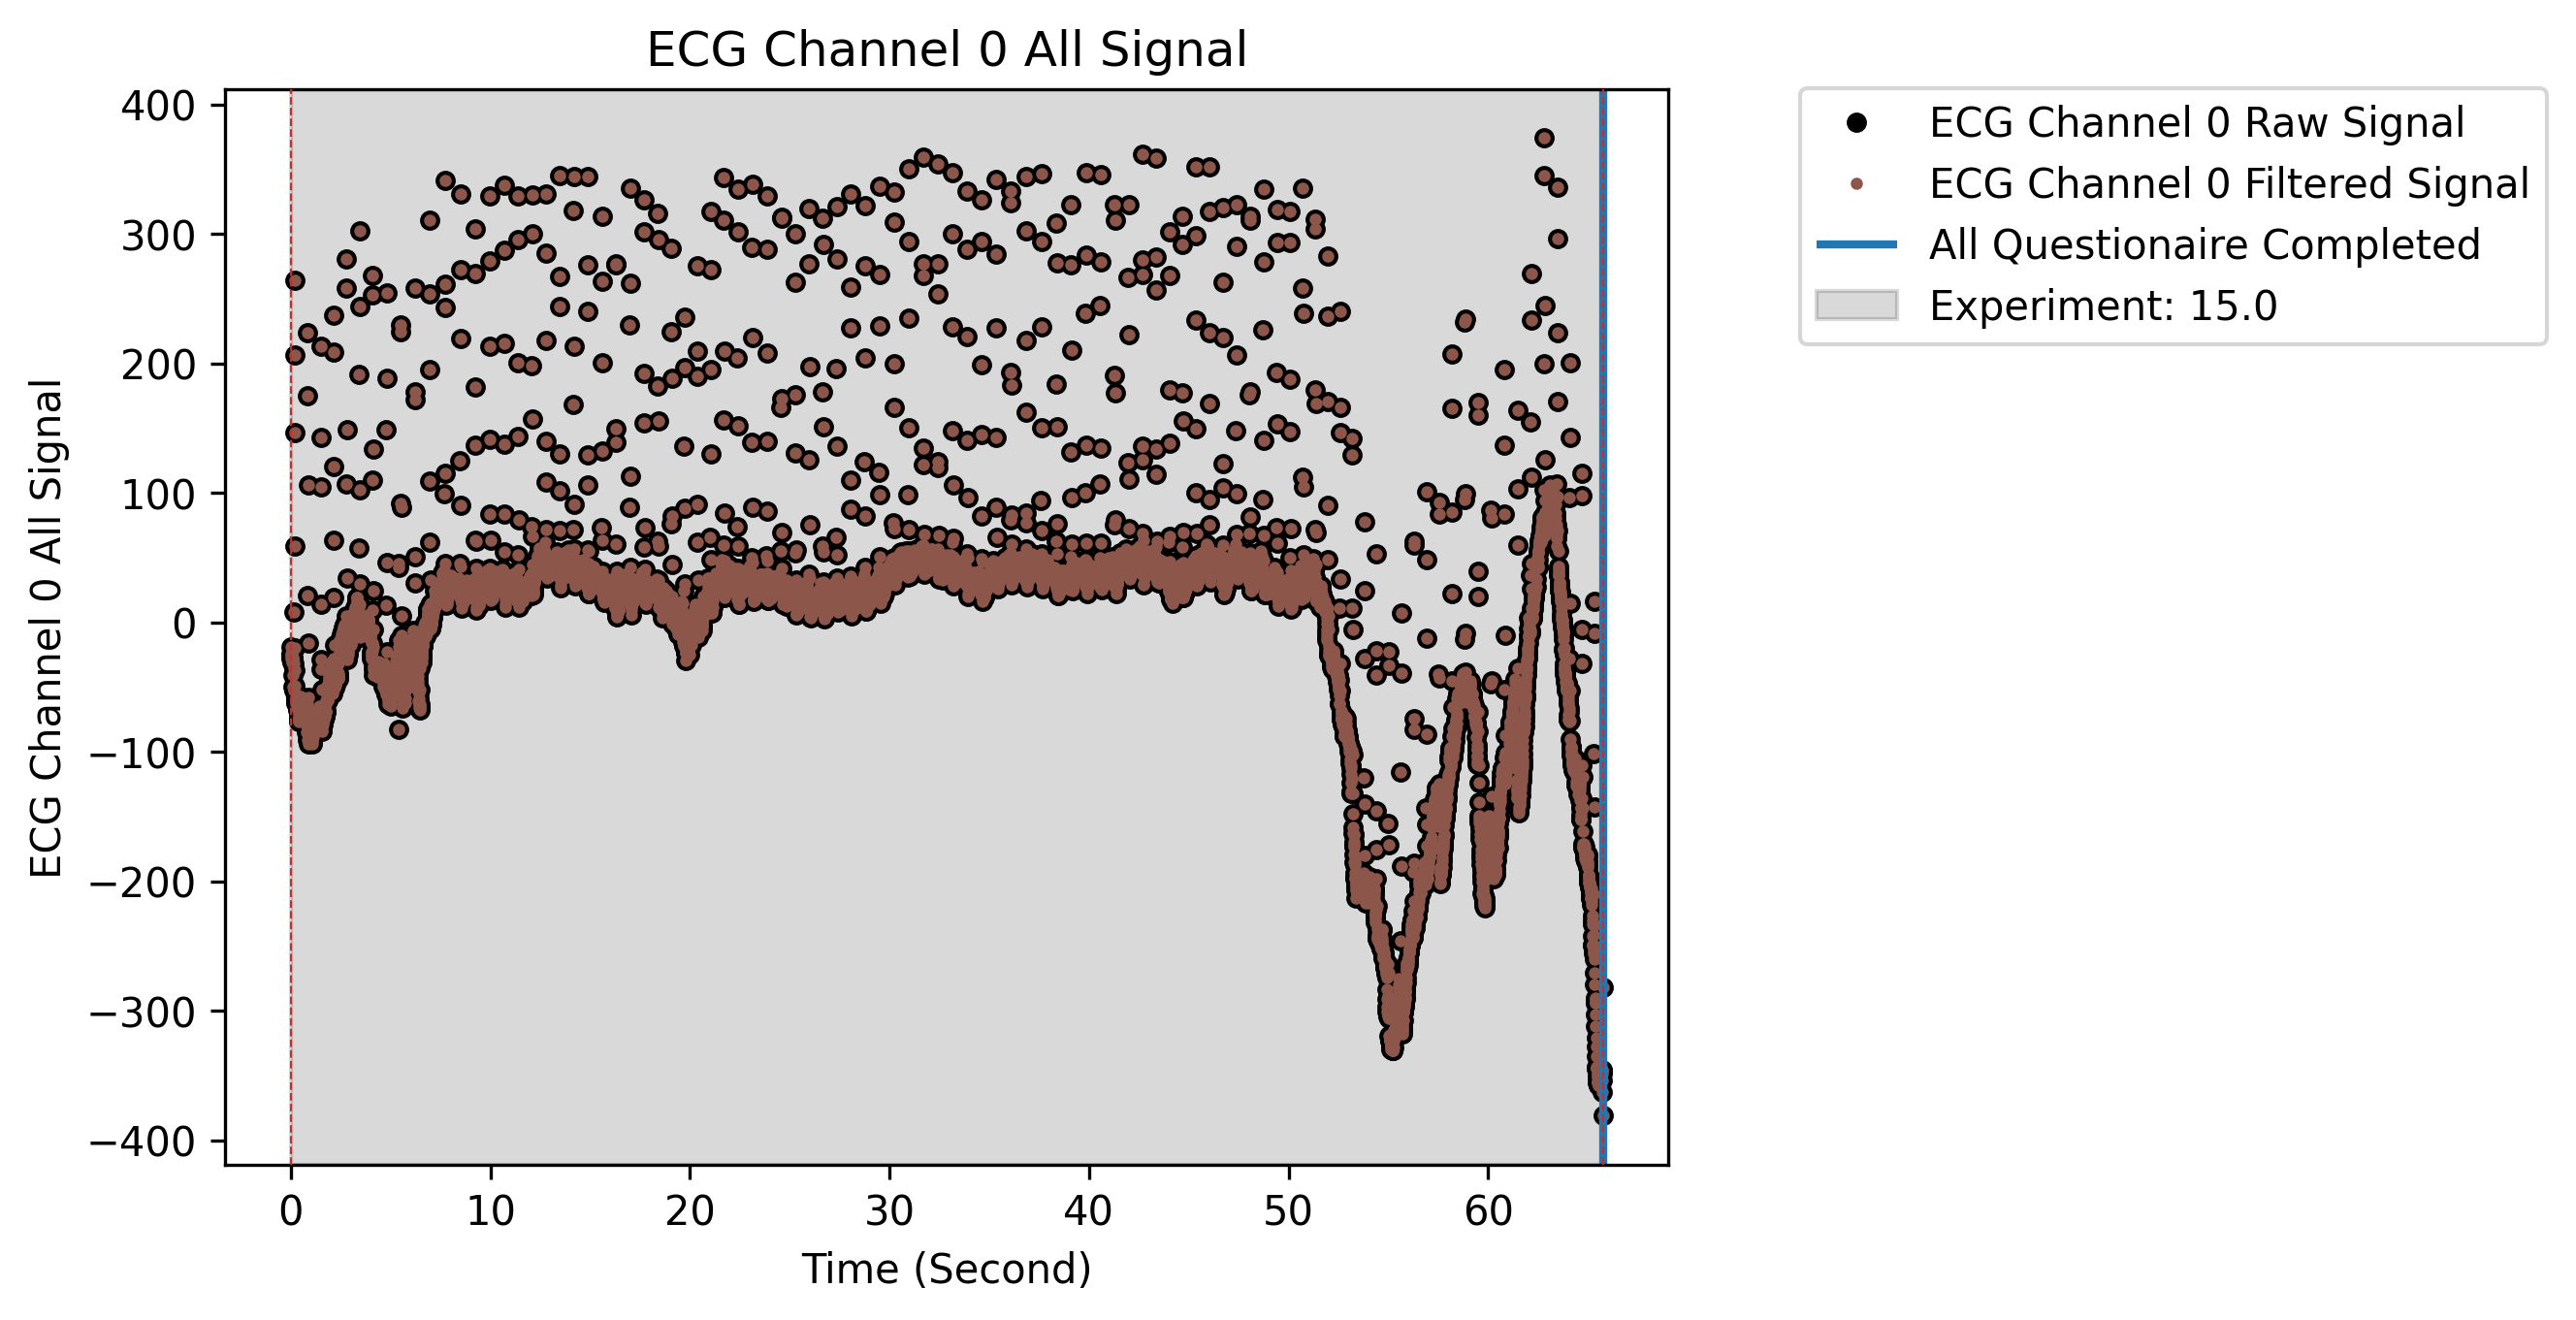 ECG Channel 0 All Signal
ECG Channel 0 Raw Signal
ECG Channel 0 Filtered Signal
All Questionaire Completed
Experiment: 15.0
ECG Channel 0 All Signal
400
300
200
100
0
−100
−200
−300
−400
0 10 20 30 40 50 60
Time (Second)